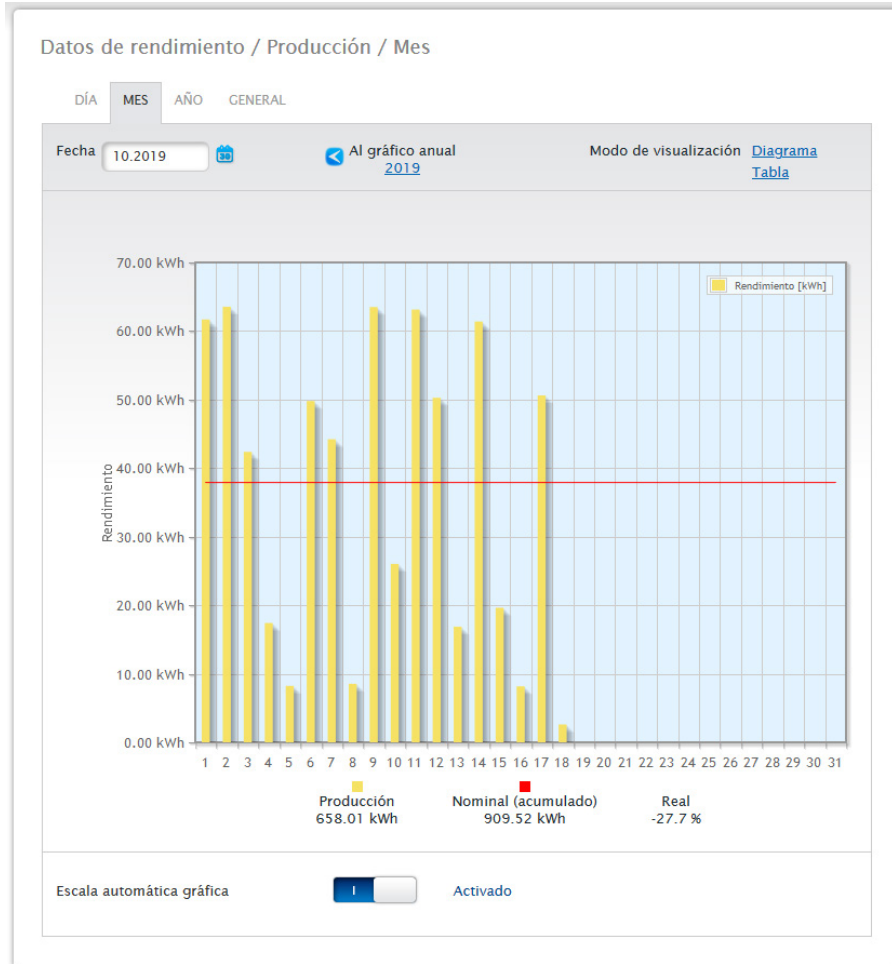 Datos de rendimiento / Producción / Mes
DÍA MES AÑO GENERAL
Fecha 10.2019 30 Al gráfico anual Modo de visualización Diagrama
2019 Tabla
70.00 kWh
Rendimiento [kWh]
60.00 kWh
50.00 kWh
40.00 kWh
Rendimiento
30.00 kWh
20.00 kWh
10.00 kWh
0.00 kWh
1 2 3 4 5 6 7 8 9 10 11 12 13 14 15 16 17 18 19 20 21 22 23 24 25 26 27 28 29 30 31
Producción Nominal (acumulado) Real
658.01 kWh 909.52 kWh -27.7 %
Escala automática gráfica I Activado